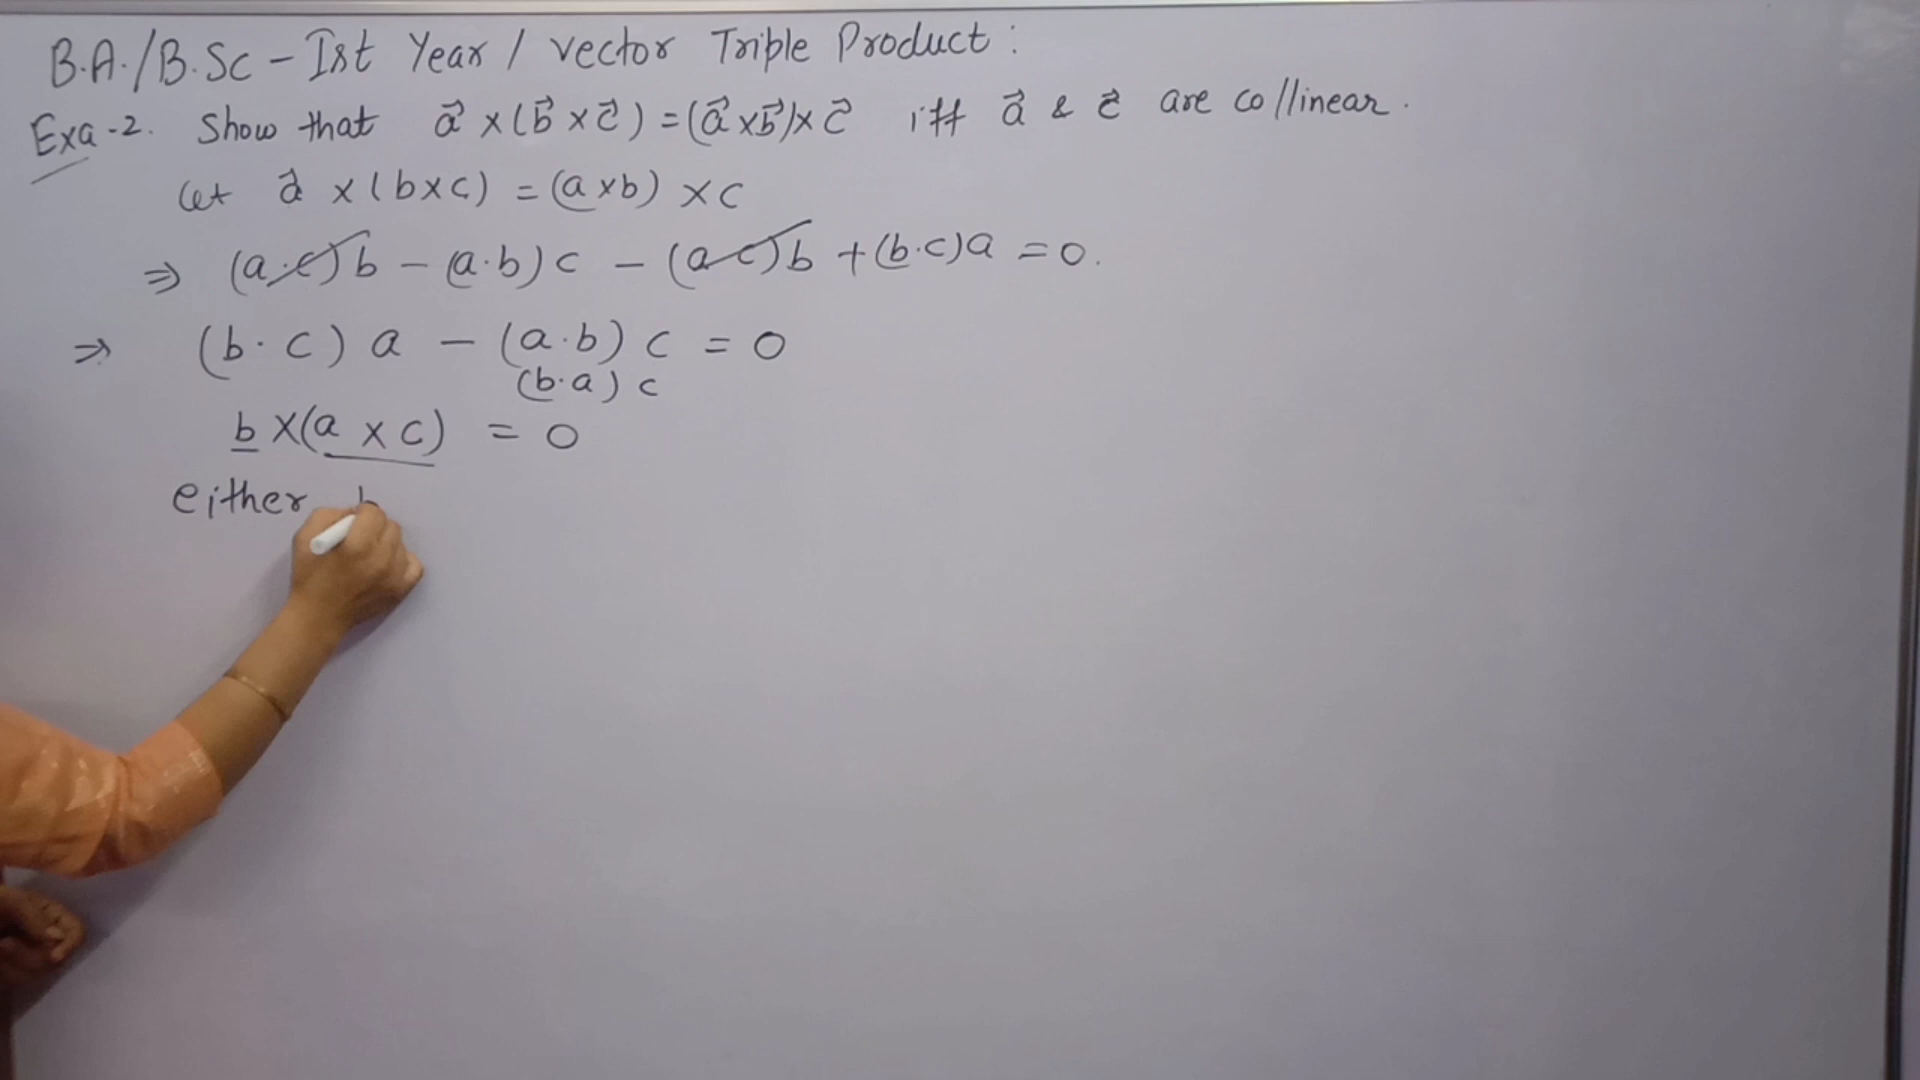 B.A./B.Sc - Ist Year / Vector Triple Product :
Exa-2. Show that a⃗ × (b⃗ × c⃗) = (a⃗ × b⃗) × c⃗ iff a⃗ & c⃗ are collinear.
Let a⃗ × (b × c) = (a × b) × c
⇒ (a·c)b - (a·b)c - (a·c)b + (b·c)a = 0.
⇒ (b·c) a - (a·b) c = 0
(b·a) c
b × (a × c) = 0
either b